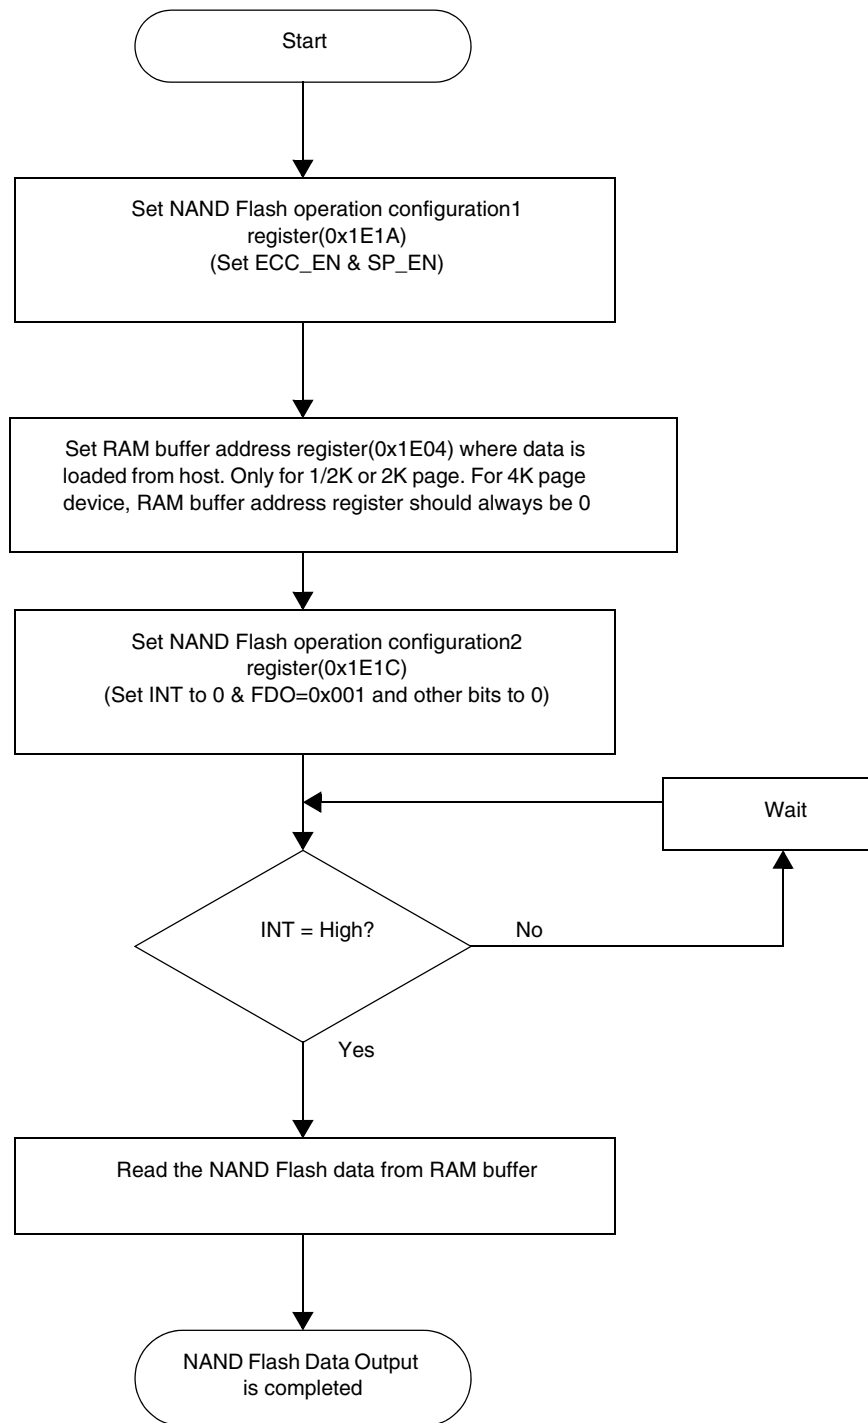 Start
Set NAND Flash operation configuration1
register(0x1E1A)
(Set ECC_EN & SP_EN)
Set RAM buffer address register(0x1E04) where data is
loaded from host. Only for 1/2K or 2K page. For 4K page
device, RAM buffer address register should always be 0
Set NAND Flash operation configuration2
register(0x1E1C)
(Set INT to 0 & FDO=0x001 and other bits to 0)
Wait
INT = High?
No
Yes
Read the NAND Flash data from RAM buffer
NAND Flash Data Output
is completed